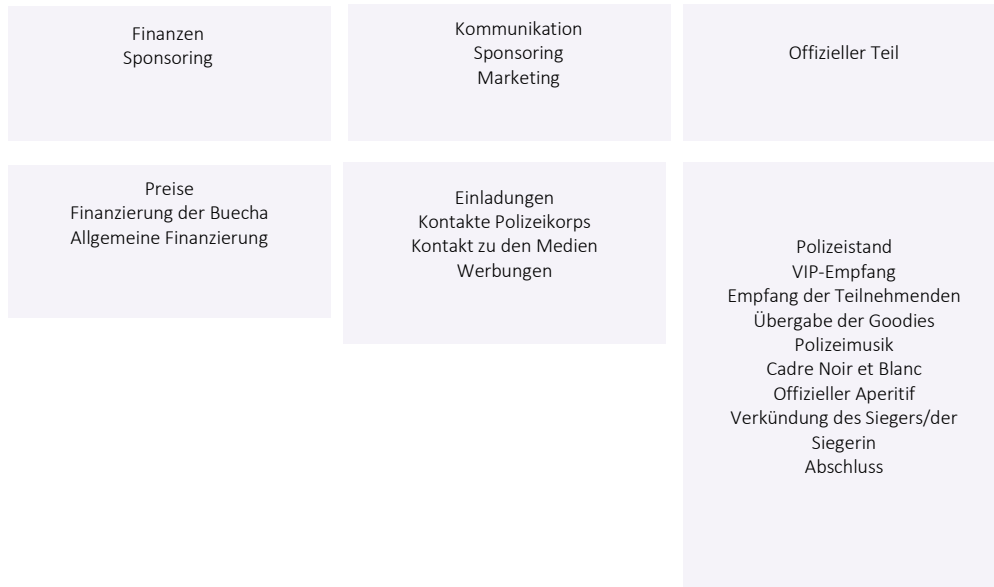 Finanzen
Sponsoring
Kommunikation
Sponsoring
Marketing
Offizieller Teil
Preise
Finanzierung der Buecha
Allgemeine Finanzierung
Einladungen
Kontakte Polizeikorps
Kontakt zu den Medien
Werbungen
Polizeistand
VIP-Empfang
Empfang der Teilnehmenden
Übergabe der Goodies
Polizeimusik
Cadre Noir et Blanc
Offizieller Aperitif
Verkündung des Siegers/der
Siegerin
Abschluss